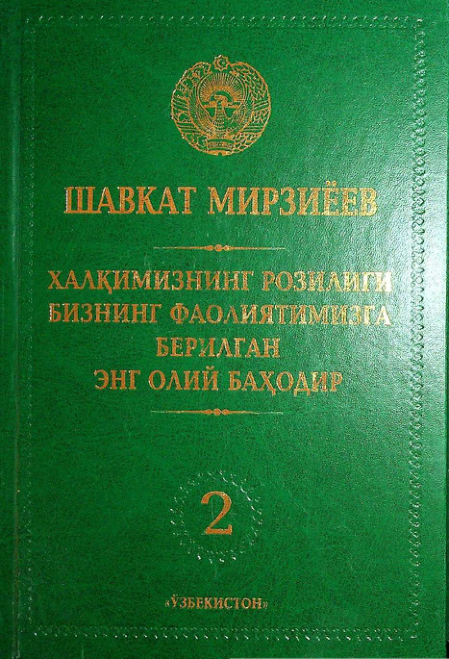 ШАВКАТ МИРЗИЁЕВ
ХАЛҚИМИЗНИНГ РОЗИЛИГИ
БИЗНИНГ ФАОЛИЯТИМИЗГА
БЕРИЛГАН
ЭНГ ОЛИЙ БАҲОДИР
2
«ЎЗБЕКИСТОН»